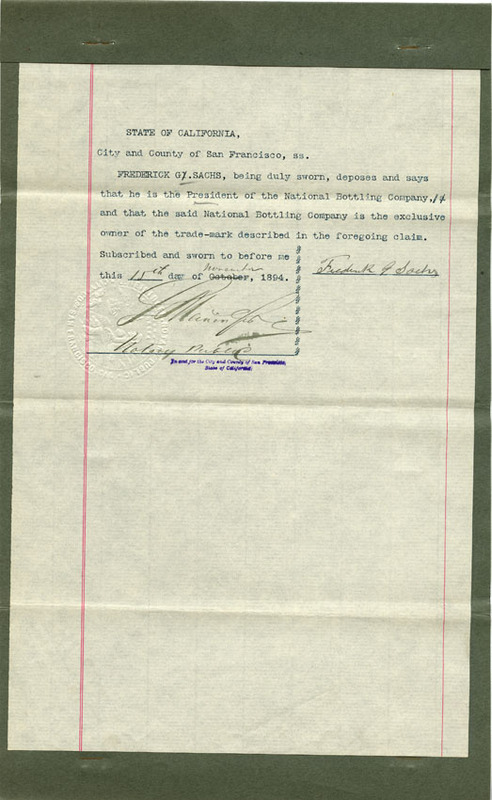 STATE OF CALIFORNIA,
City and County of San Francisco, ss.
FREDERICK G. SACHS, being duly sworn, deposes and says
that he is the President of the National Bottling Company,
and that the said National Bottling Company is the exclusive
owner of the trade-mark described in the foregoing claim.
Subscribed and sworn to before me
November
this 15th day of October, 1894.
Frederick G Sachs
Notary Public
In and for the City and County of San Francisco,
State of California.